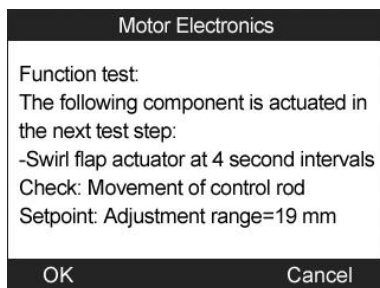 Motor Electronics
Function test:
The following component is actuated in
the next test step:
-Swirl flap actuator at 4 second intervals
Check: Movement of control rod
Setpoint: Adjustment range=19 mm
OK Cancel